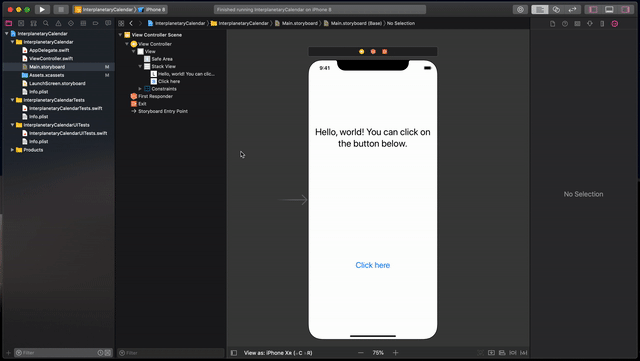 InterplanetaryCalendar
iPhone 8
Finished running InterplanetaryCalendar on iPhone 8
InterplanetaryCalendar
InterplanetaryCalendar
Main.storyboard
Main.storyboard (Base)
No Selection
InterplanetaryCalendar
InterplanetaryCalendar
AppDelegate.swift
ViewController.swift
Main.storyboard M
Assets.xcassets M
LaunchScreen.storyboard
Info.plist
InterplanetaryCalendarTests
InterplanetaryCalendarTests.swift
Info.plist
InterplanetaryCalendarUITests
InterplanetaryCalendarUITests.swift
Info.plist
Products
Filter
View Controller Scene
View Controller
View
Safe Area
Stack View
L Hello, world! You can clic...
Click here
Constraints
First Responder
Exit
Storyboard Entry Point
Filter
9:41
Hello, world! You can click on
the button below.
Click here
View as: iPhone XR
75%
No Selection